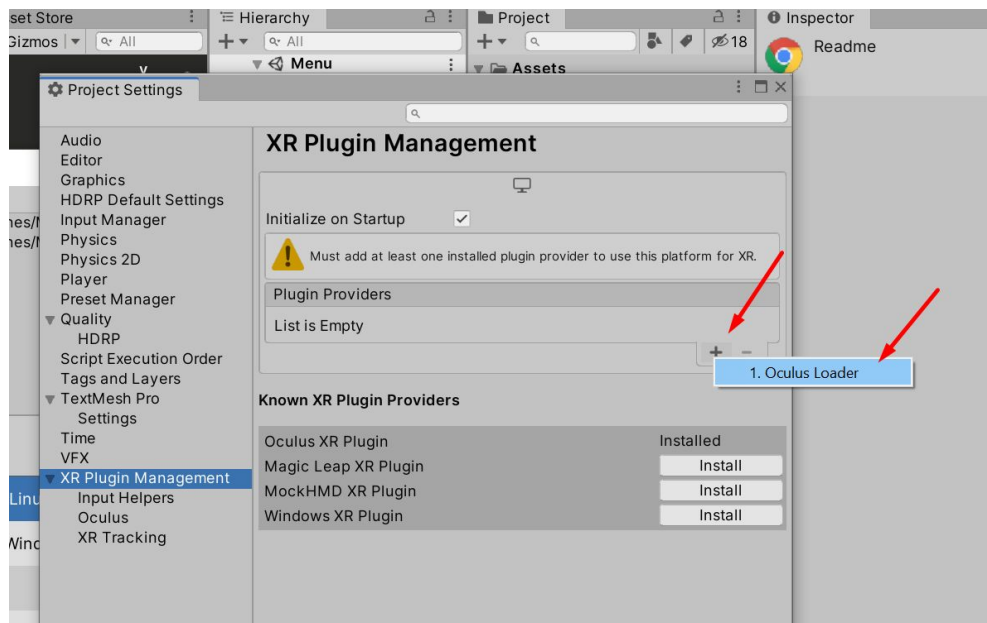 set Store
Hierarchy
Project
Inspector
Gizmos
All
All
18
Readme
Menu
Assets
Project Settings
Audio
Editor
Graphics
HDRP Default Settings
Input Manager
Physics
Physics 2D
Player
Preset Manager
Quality
HDRP
Script Execution Order
Tags and Layers
TextMesh Pro
Settings
Time
VFX
XR Plugin Management
Input Helpers
Oculus
XR Tracking
XR Plugin Management
Initialize on Startup
Must add at least one installed plugin provider to use this platform for XR.
Plugin Providers
List is Empty
1. Oculus Loader
Known XR Plugin Providers
Oculus XR Plugin Installed
Magic Leap XR Plugin Install
MockHMD XR Plugin Install
Windows XR Plugin Install